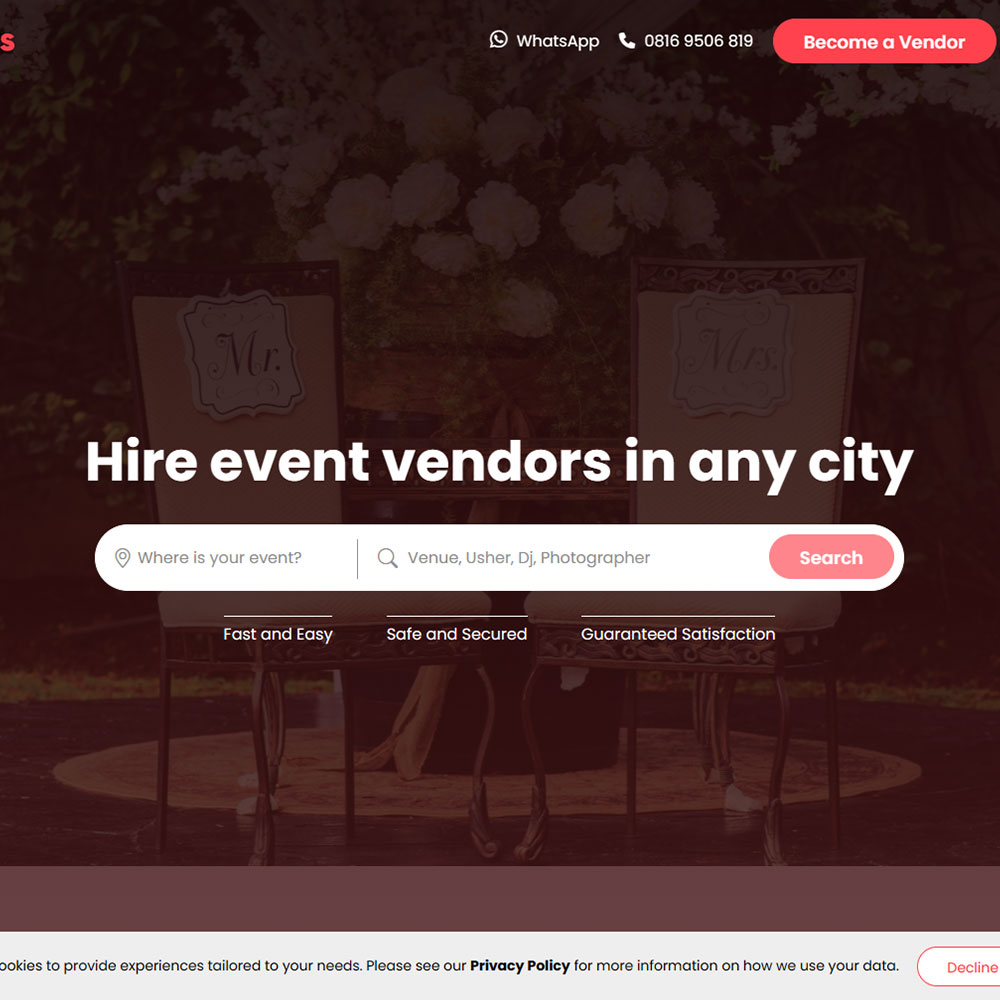 s WhatsApp 0816 9506 819 Become a Vendor
Mr. Mrs.
Hire event vendors in any city
Where is your event? Venue, Usher, Dj, Photographer Search
Fast and Easy Safe and Secured Guaranteed Satisfaction
ookies to provide experiences tailored to your needs. Please see our Privacy Policy for more information on how we use your data. Decline